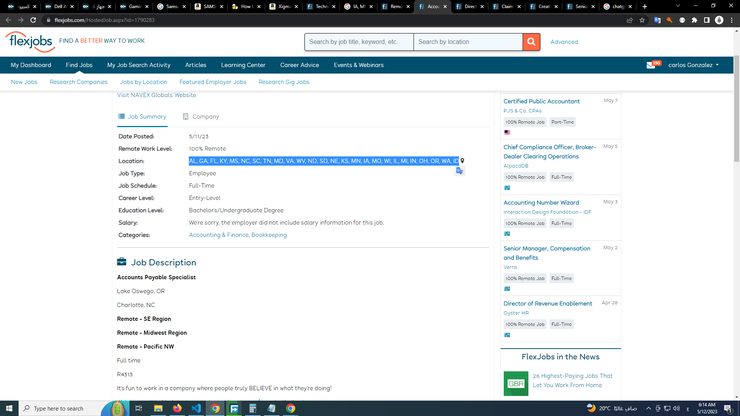 flexjobs.com/HostedJob.aspx?id=1790283
flexjobs FIND A BETTER WAY TO WORK
Search by job title, keyword, etc. Search by location Advanced
My Dashboard Find Jobs My Job Search Activity Articles Learning Center Career Advice Events & Webinars carlos Gonzalez
New Jobs Research Companies Jobs by Location Featured Employer Jobs Research Gig Jobs
Visit NAVEX Globals Website
Job Summary Company
Date Posted: 5/11/23
Remote Work Level: 100% Remote
Location: AL, GA, FL, KY, MS, NC, SC, TN, MD, VA, WV, ND, SD, NE, KS, MN, IA, MO, WI, IL, MI, IN, OH, OR, WA, ID
Job Type: Employee
Job Schedule: Full-Time
Career Level: Entry-Level
Education Level: Bachelor's/Undergraduate Degree
Salary: We're sorry, the employer did not include salary information for this job.
Categories: Accounting & Finance, Bookkeeping
Job Description
Accounts Payable Specialist
Lake Oswego, OR
Charlotte, NC
Remote - SE Region
Remote - Midwest Region
Remote - Pacific NW
Full time
R4513
It's fun to work in a company where people truly BELIEVE in what they're doing!
Certified Public Accountant May 7
PJS & Co. CPAs
100% Remote Job Part-Time
Chief Compliance Officer, Broker-Dealer Clearing Operations May 5
AlpacaDB
100% Remote Job Full-Time
Accounting Number Wizard May 3
Interaction Design Foundation - IDF
100% Remote Job Full-Time
Senior Manager, Compensation and Benefits May 2
Verra
100% Remote Job Full-Time
Director of Revenue Enablement Apr 28
Oyster HR
100% Remote Job Full-Time
FlexJobs in the News
GBR 26 Highest-Paying Jobs That Let You Work From Home
Type here to search
20°C
6:14 AM
5/12/2023